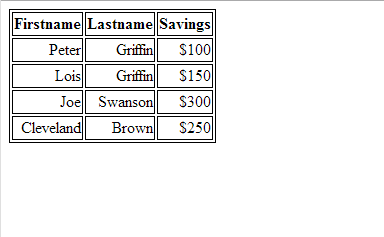 Firstname Lastname Savings
Peter Griffin $100
Lois Griffin $150
Joe Swanson $300
Cleveland Brown $250